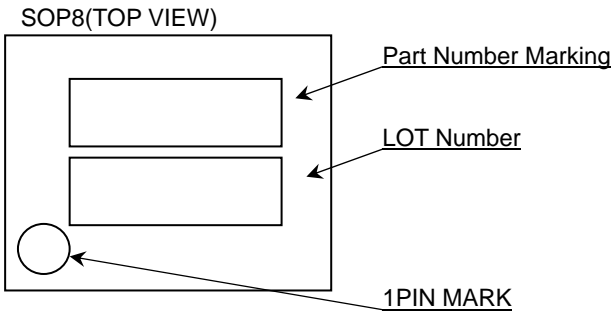 SOP8(TOP VIEW)
Part Number Marking
LOT Number
1PIN MARK